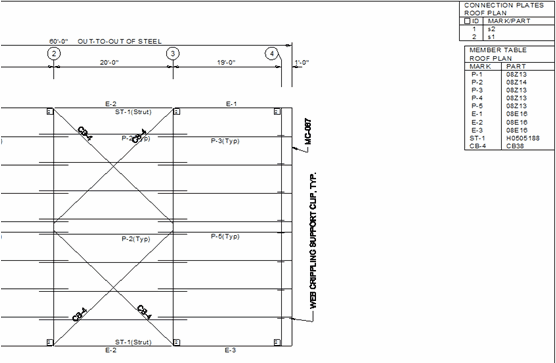 CONNECTION PLATES
ROOF PLAN
ID MARK/PART
1 s2
2 s1
MEMBER TABLE
ROOF PLAN
MARK PART
P-1 08Z13
P-2 08Z14
P-3 08Z13
P-4 08Z13
P-5 08Z13
E-1 08E16
E-2 08E16
E-3 08E16
ST-1 H0605188
CB-4 CB38
60'-0" OUT-TO-OUT OF STEEL
2 3 4
20'-0" 19'-0" 1'-0"
E-2 E-1
ST-1(Strut)
CB-4 CB-4
P-2(Typ) P-3(Typ)
MC-067
P-2(Typ) P-5(Typ)
WEB CRIPPLING SUPPORT CLIP, TYP.
CB-4 CB-4
ST-1(Strut)
E-2 E-3